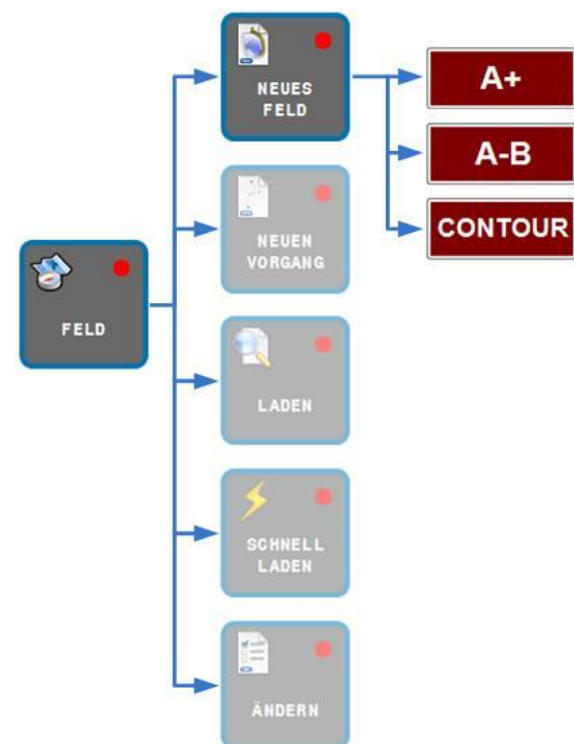 NEUES
FELD
A+
A-B
CONTOUR
NEUEN
VORGANG
FELD
LADEN
SCHNELL
LADEN
ÄNDERN